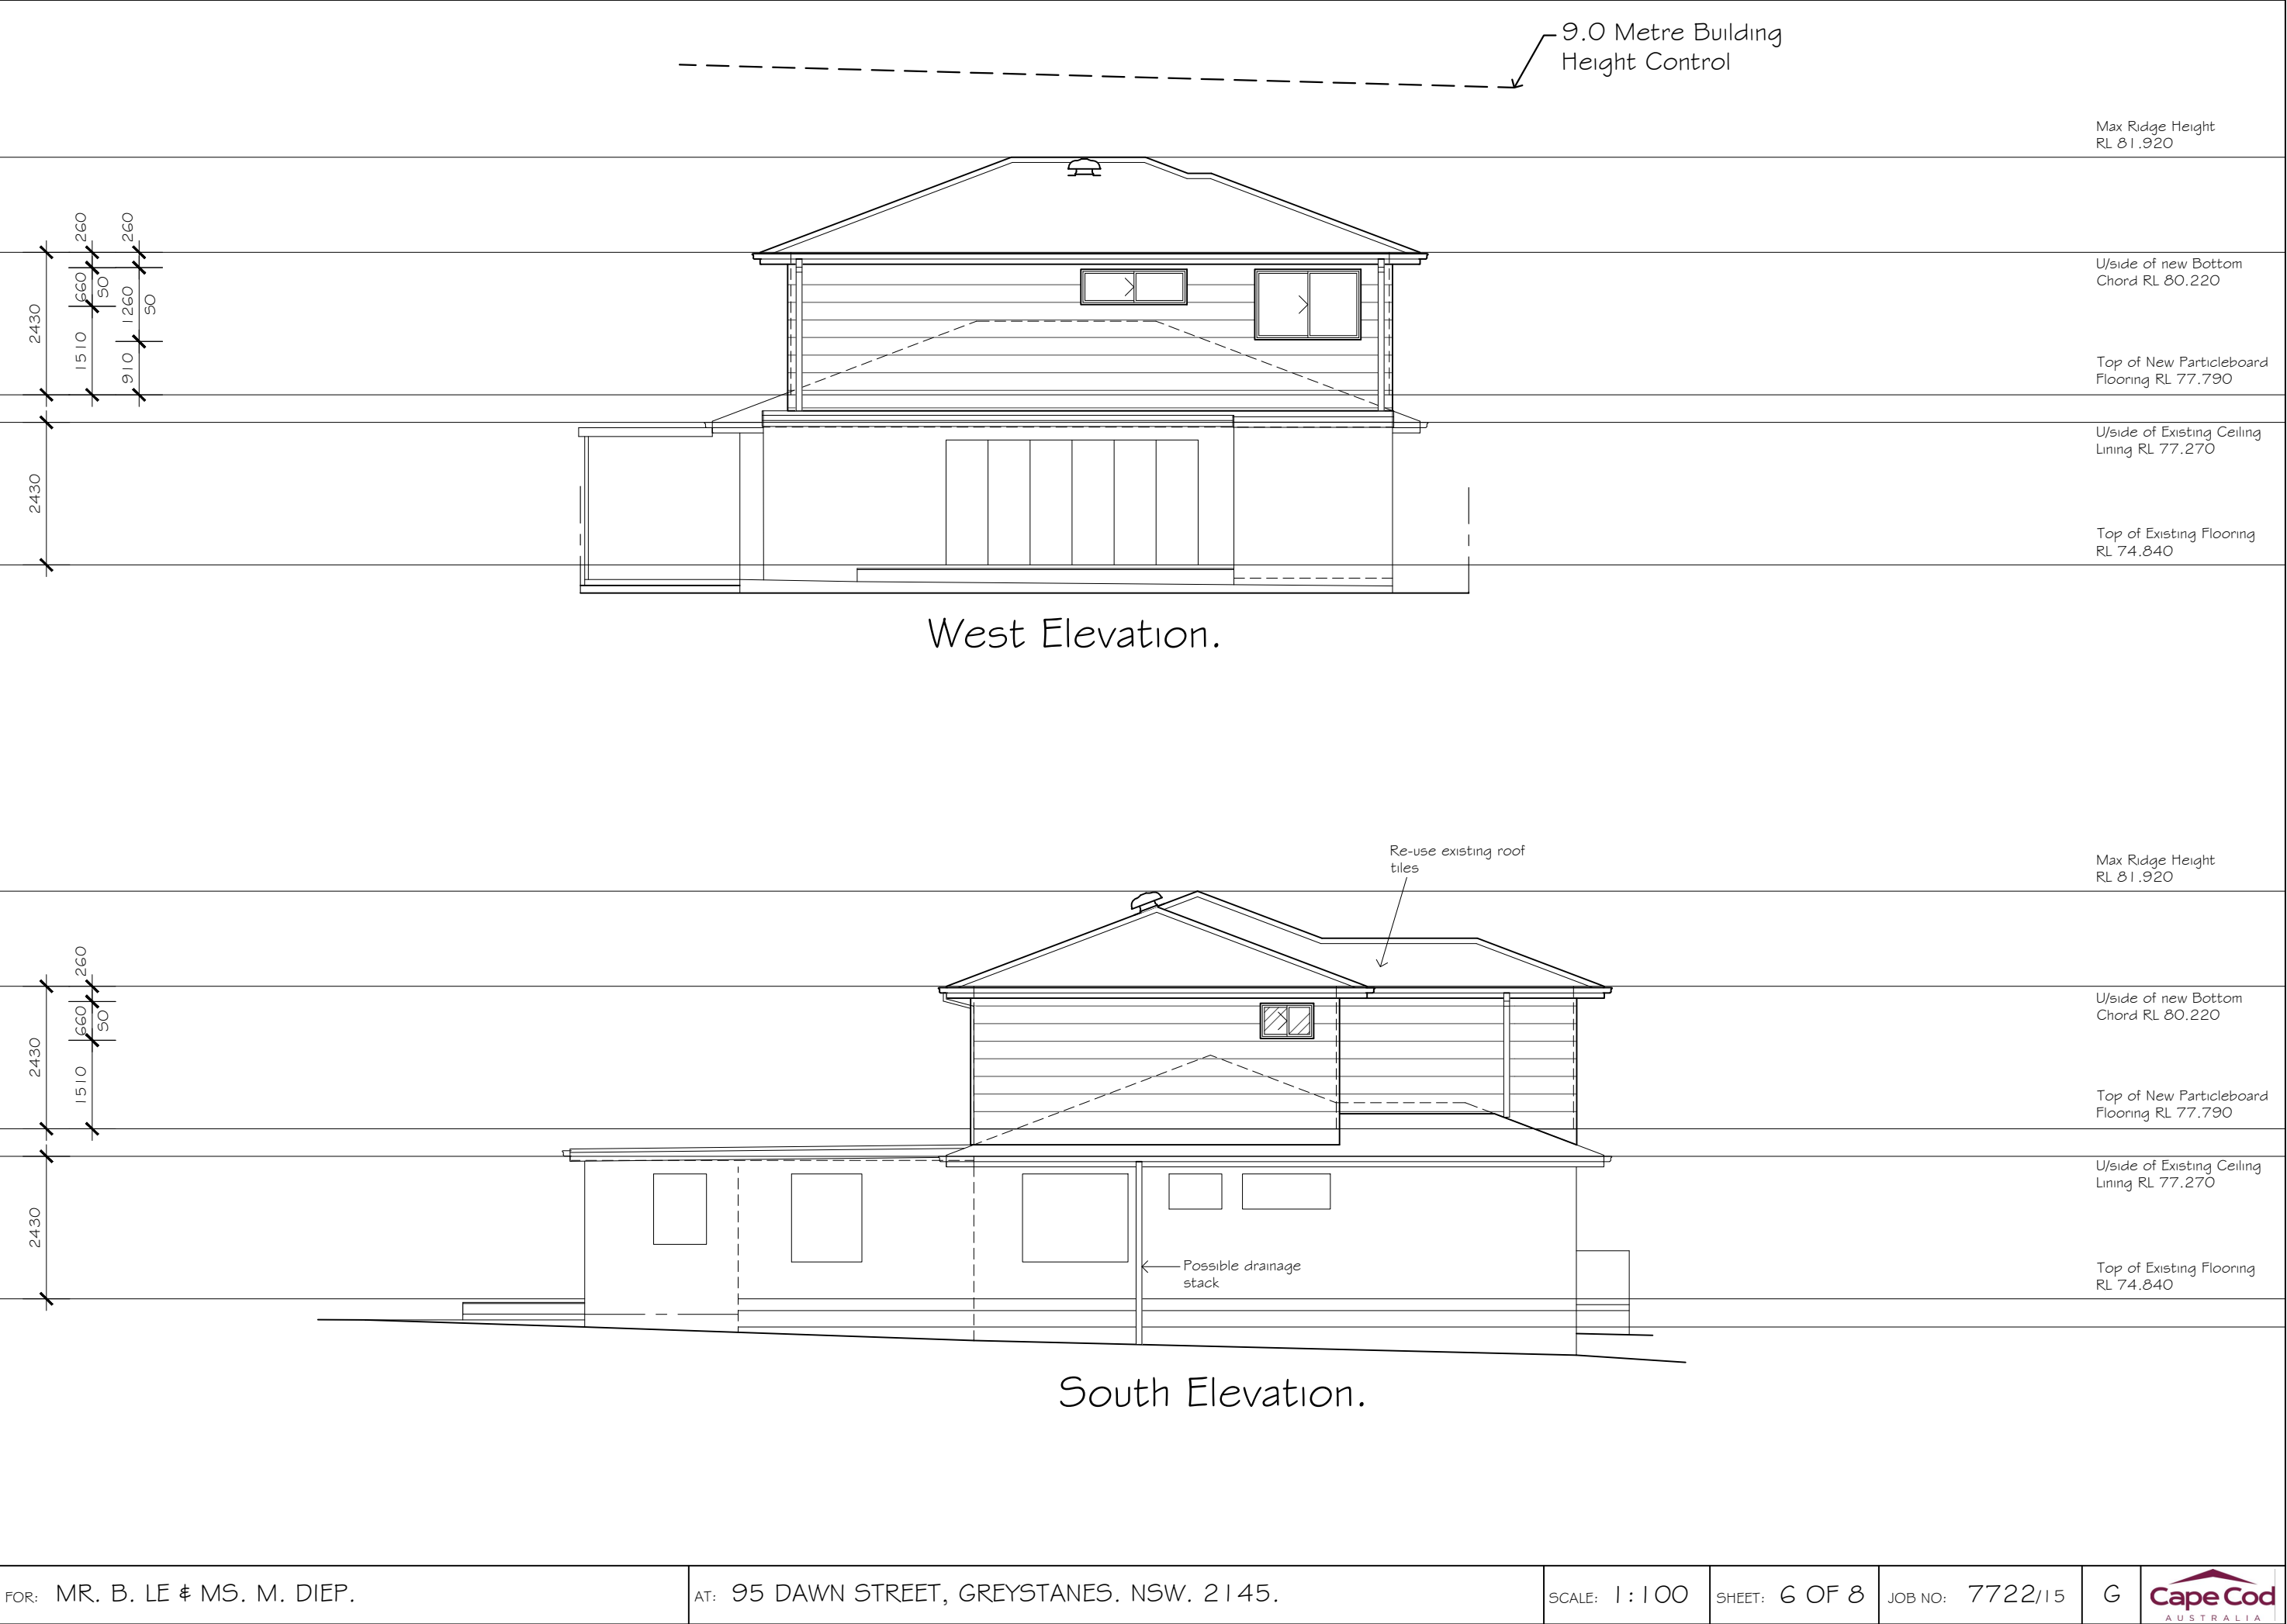 9.0 Metre Building
Height Control
Max Ridge Height
RL 81.920
260
260
660
50
1260
50
2430
1510
910
U/side of new Bottom
Chord RL 80.220
Top of New Particleboard
Flooring RL 77.790
U/side of Existing Ceiling
Lining RL 77.270
2430
Top of Existing Flooring
RL 74.840
West Elevation.
Re-use existing roof
tiles
Max Ridge Height
RL 81.920
260
660
50
2430
1510
U/side of new Bottom
Chord RL 80.220
Top of New Particleboard
Flooring RL 77.790
U/side of Existing Ceiling
Lining RL 77.270
2430
Possible drainage
stack
Top of Existing Flooring
RL 74.840
South Elevation.
FOR: MR. B. LE & MS. M. DIEP.
AT: 95 DAWN STREET, GREYSTANES. NSW. 2145.
SCALE: 1:100
SHEET: 6 OF 8
JOB NO: 7722/15
G
Cape Cod
AUSTRALIA